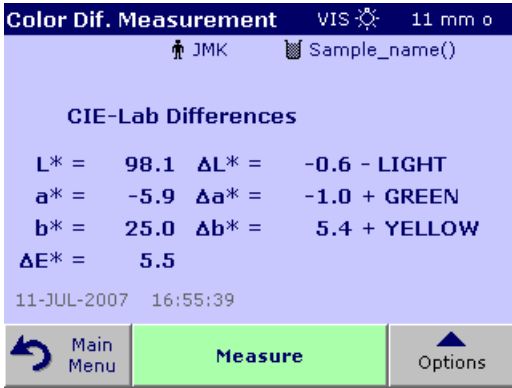 Color Dif. Measurement VIS 11 mm o
JMK Sample_name()
CIE-Lab Differences
L* = 98.1 ΔL* = -0.6 - LIGHT
a* = -5.9 Δa* = -1.0 + GREEN
b* = 25.0 Δb* = 5.4 + YELLOW
ΔE* = 5.5
11-JUL-2007 16:55:39
Main
Menu
Measure
Options